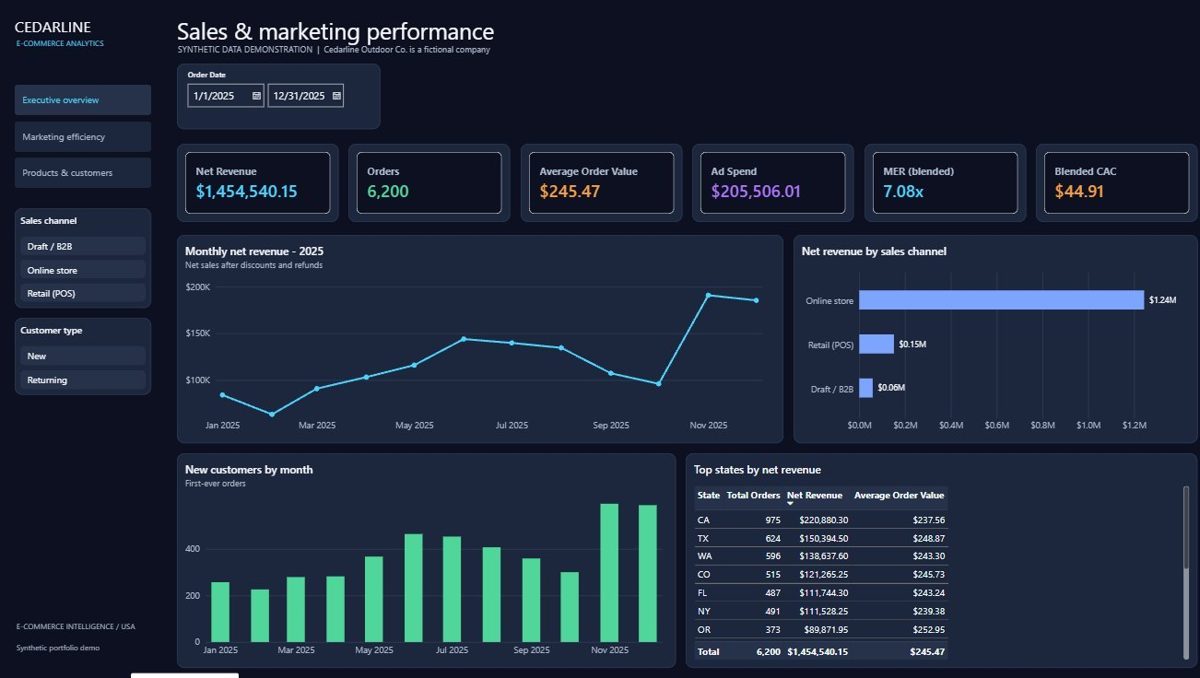 CEDARLINE
E-COMMERCE ANALYTICS
Executive overview
Marketing efficiency
Products & customers
Sales channel
Draft / B2B
Online store
Retail (POS)
Customer type
New
Returning
E-COMMERCE INTELLIGENCE / USA
Synthetic portfolio demo
Sales & marketing performance
SYNTHETIC DATA DEMONSTRATION | Cedarline Outdoor Co. is a fictional company
Order Date
1/1/2025 12/31/2025
Net Revenue
$1,454,540.15
Orders
6,200
Average Order Value
$245.47
Ad Spend
$205,506.01
MER (blended)
7.08x
Blended CAC
$44.91
Monthly net revenue - 2025
Net sales after discounts and refunds
$200K
$150K
$100K
Jan 2025 Mar 2025 May 2025 Jul 2025 Sep 2025 Nov 2025
Net revenue by sales channel
Online store $1.24M
Retail (POS) $0.15M
Draft / B2B $0.06M
$0.0M $0.2M $0.4M $0.6M $0.8M $1.0M $1.2M
New customers by month
First-ever orders
400
200
0
Jan 2025 Mar 2025 May 2025 Jul 2025 Sep 2025 Nov 2025
Top states by net revenue
State Total Orders Net Revenue Average Order Value
CA 975 $220,880.30 $237.56
TX 624 $150,394.50 $248.87
WA 596 $138,637.60 $243.30
CO 515 $121,265.25 $245.73
FL 487 $111,744.30 $243.24
NY 491 $111,528.25 $239.38
OR 373 $89,871.95 $252.95
Total 6,200 $1,454,540.15 $245.47